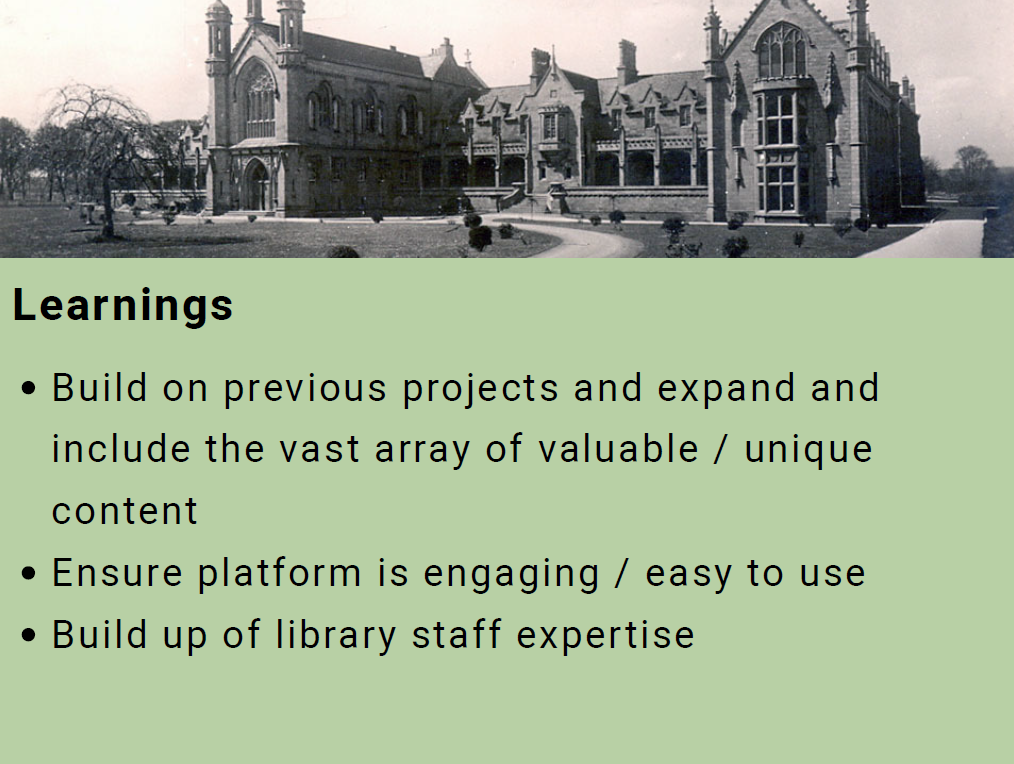 Learnings
• Build on previous projects and expand and
include the vast array of valuable / unique
content
• Ensure platform is engaging / easy to use
• Build up of library staff expertise